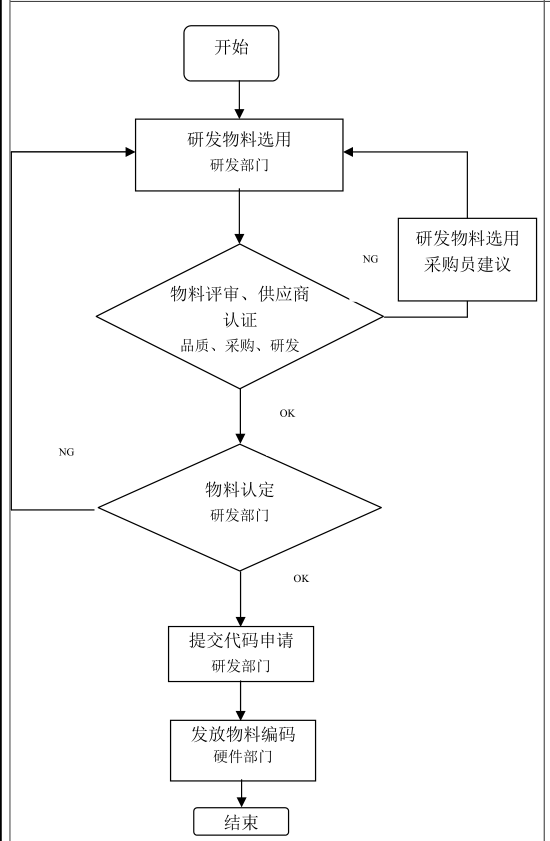 开始
研发物料选用
研发部门
研发物料选用
采购员建议
NG
物料评审、供应商
认证
品质、采购、研发
OK
NG
物料认定
研发部门
OK
提交代码申请
研发部门
发放物料编码
硬件部门
结束